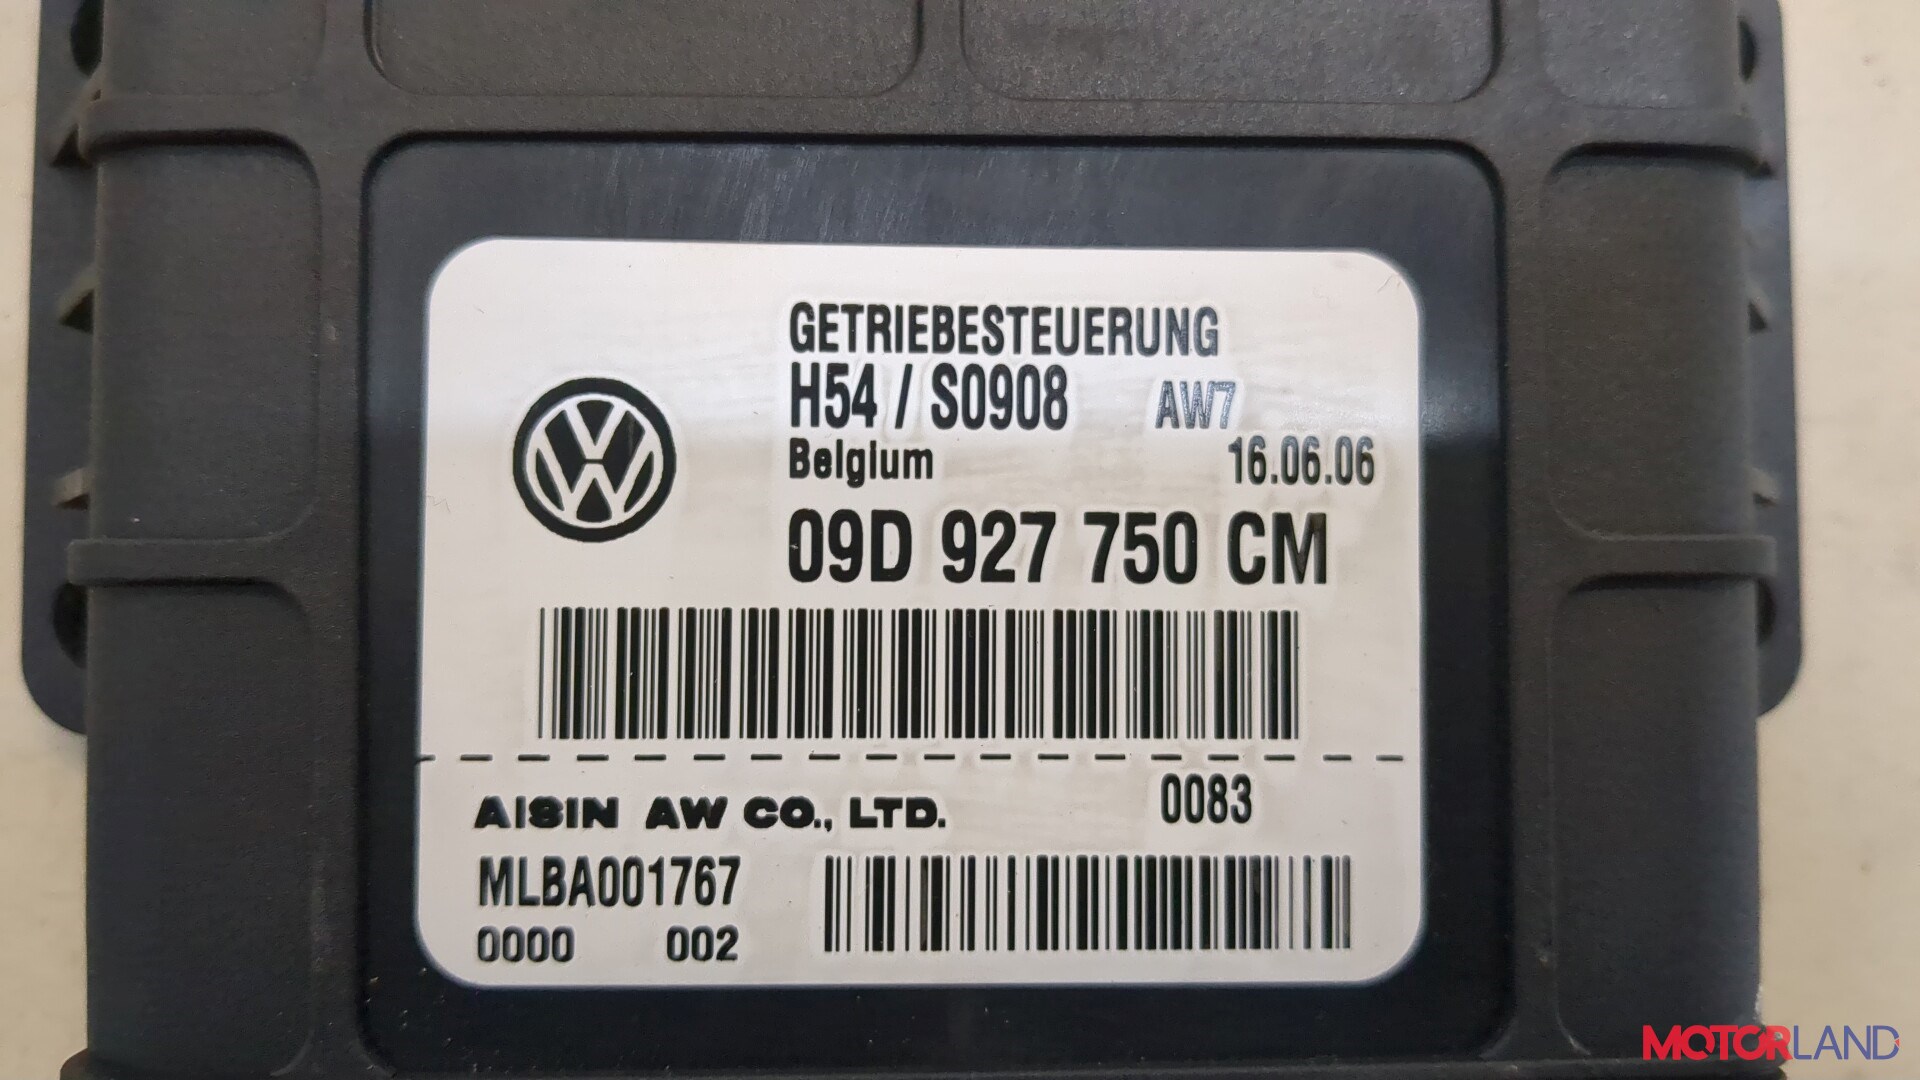 GETRIEBESTEUERUNG
H54 / S0908 AW7
Belgium 16.06.06
09D 927 750 CM
0083
AISIN AW CO., LTD.
MLBA001767
0000 002
MOTORLAND